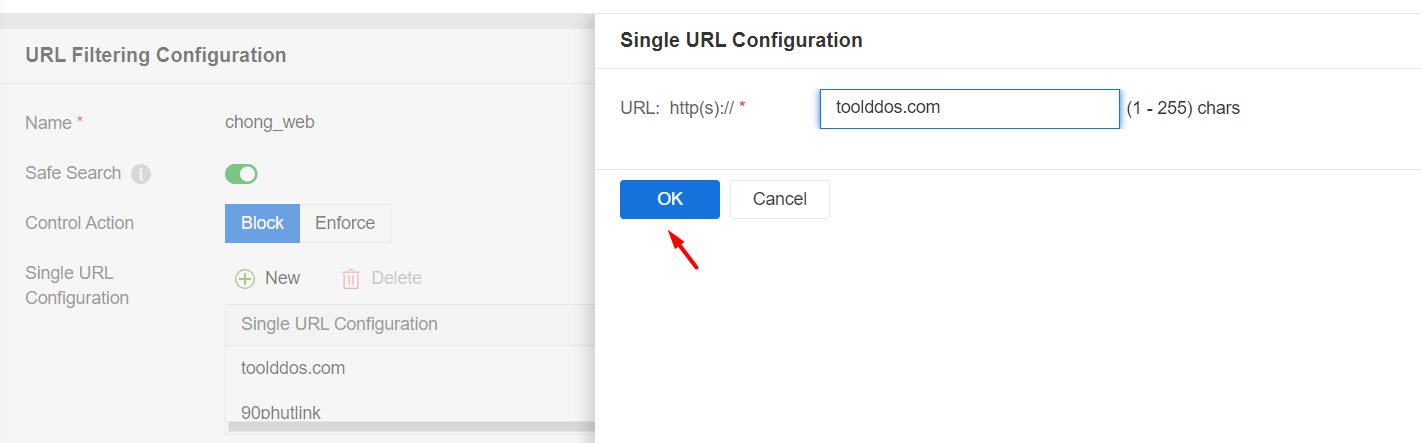 URL Filtering Configuration
Name *
chong_web
Safe Search i
Control Action
Block
Enforce
Single URL
Configuration
New
Delete
Single URL Configuration
toolddos.com
90phutlink
Single URL Configuration
URL: http(s):// *
toolddos.com
(1 - 255) chars
OK
Cancel